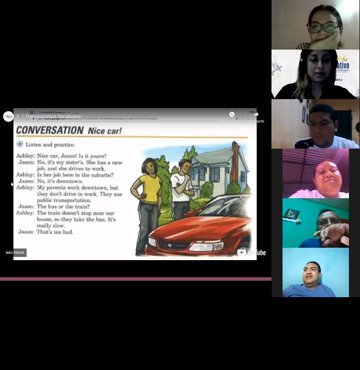 2. 1 Transportation Vocabulary
CONVERSATION Nice car!
Listen and practice.
Ashley: Nice car, Jason! Is it yours?
Jason: No, it's my sister's. She has a new
job, and she drives to work.
Ashley: Is her job here in the suburbs?
Jason: No, it's downtown.
Ashley: My parents work downtown, but
they don't drive to work. They use
public transportation.
Jason: The bus or the train?
Ashley: The train doesn't stop near our
house, so they take the bus. It's
really slow.
Jason: That's too bad.